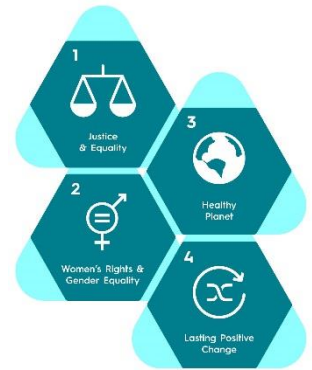 1
Justice
& Equality
2
Women's Rights &
Gender Equality
3
Healthy
Planet
4
Lasting Positive
Change